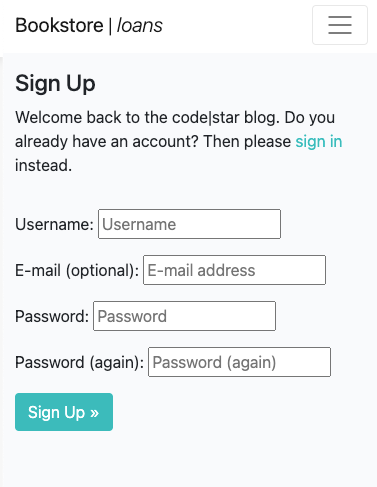 Bookstore | loans
Sign Up
Welcome back to the code|star blog. Do you
already have an account? Then please sign in
instead.
Username: Username
E-mail (optional): E-mail address
Password: Password
Password (again): Password (again)
Sign Up »